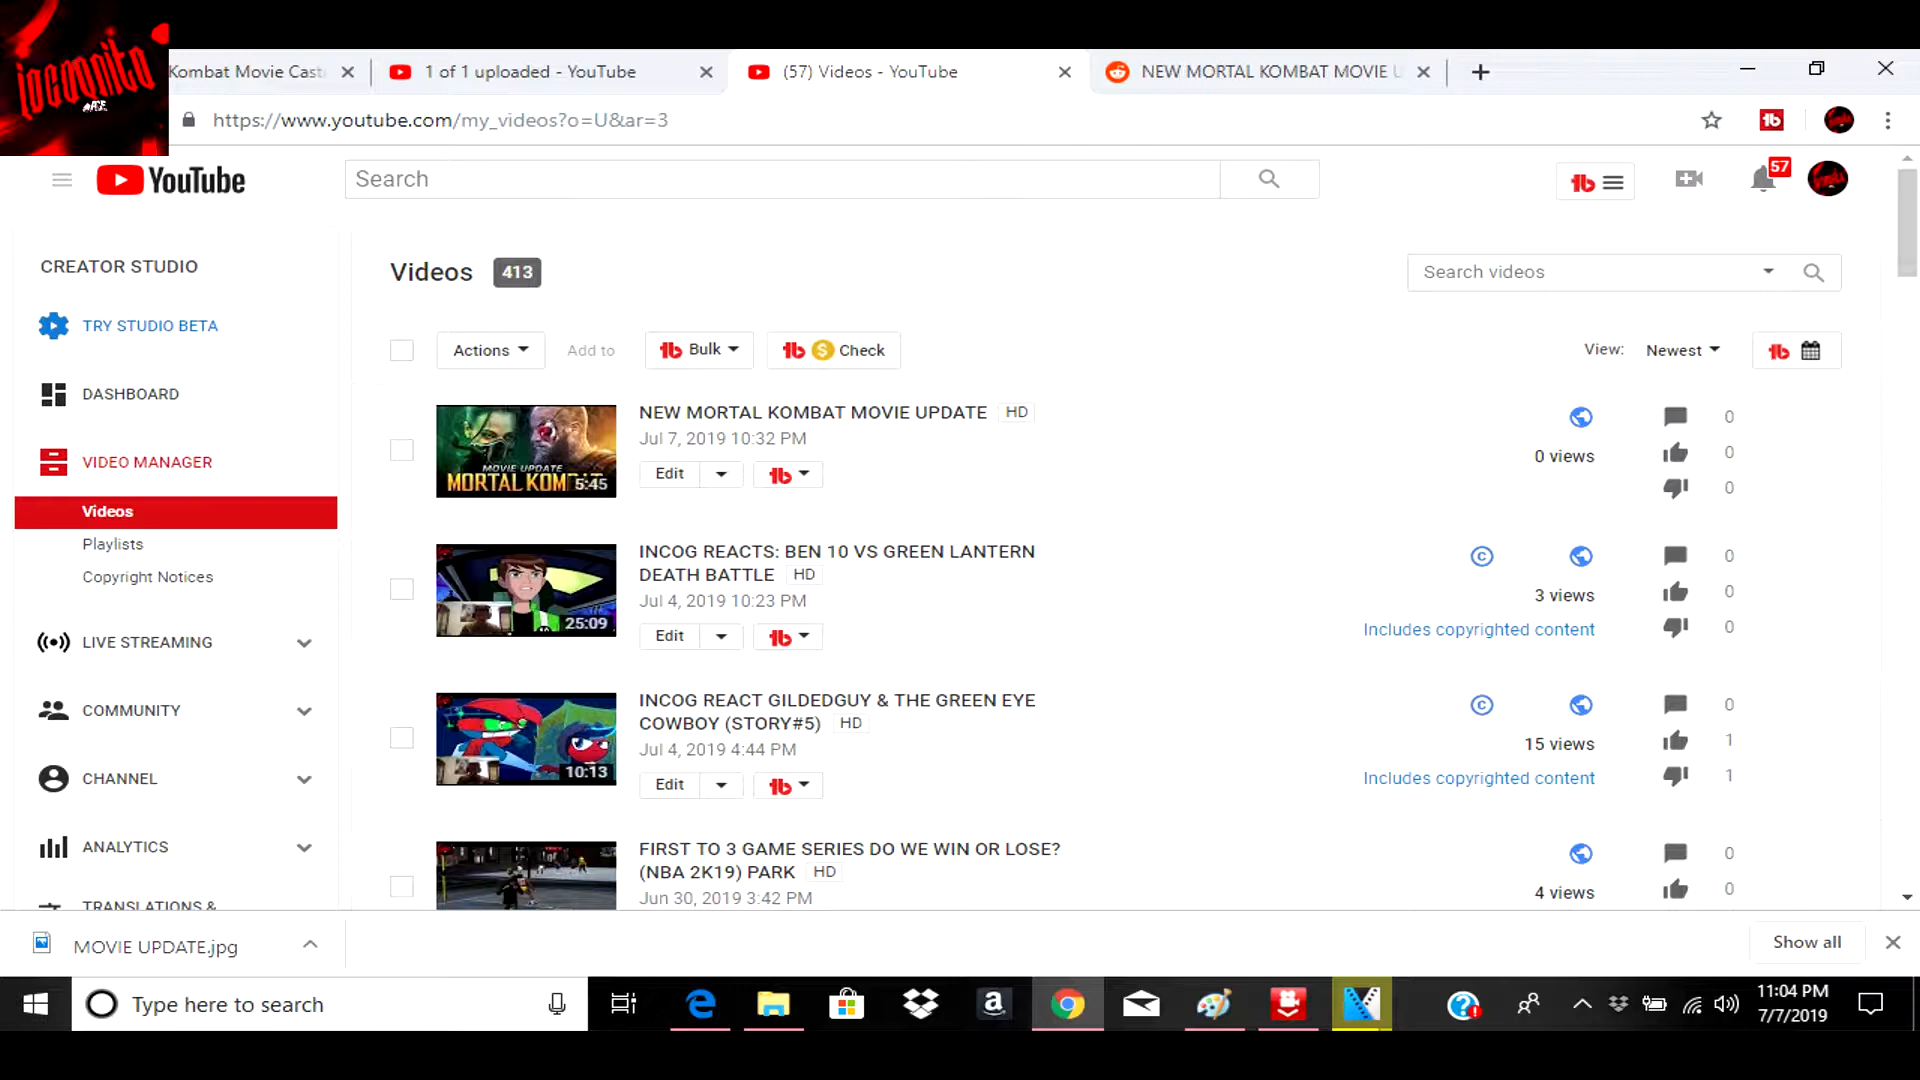 incognito
ACE
Kombat Movie Cast
1 of 1 uploaded - YouTube
(57) Videos - YouTube
NEW MORTAL KOMBAT MOVIE U
https://www.youtube.com/my_videos?o=U&ar=3
YouTube
Search
57
CREATOR STUDIO
TRY STUDIO BETA
DASHBOARD
VIDEO MANAGER
Videos
Playlists
Copyright Notices
LIVE STREAMING
COMMUNITY
CHANNEL
ANALYTICS
TRANSLATIONS &
Videos 413
Search videos
Actions
Add to
Bulk
$ Check
View: Newest
MOVIE UPDATE
MORTAL KOMBAT
5:45
NEW MORTAL KOMBAT MOVIE UPDATE HD
Jul 7, 2019 10:32 PM
Edit
0 views
0
0
0
25:09
INCOG REACTS: BEN 10 VS GREEN LANTERN
DEATH BATTLE HD
Jul 4, 2019 10:23 PM
Edit
3 views
Includes copyrighted content
0
0
0
10:13
INCOG REACT GILDEDGUY & THE GREEN EYE
COWBOY (STORY#5) HD
Jul 4, 2019 4:44 PM
Edit
15 views
Includes copyrighted content
0
1
1
FIRST TO 3 GAME SERIES DO WE WIN OR LOSE?
(NBA 2K19) PARK HD
Jun 30, 2019 3:42 PM
4 views
0
0
MOVIE UPDATE.jpg
Show all
Type here to search
11:04 PM
7/7/2019